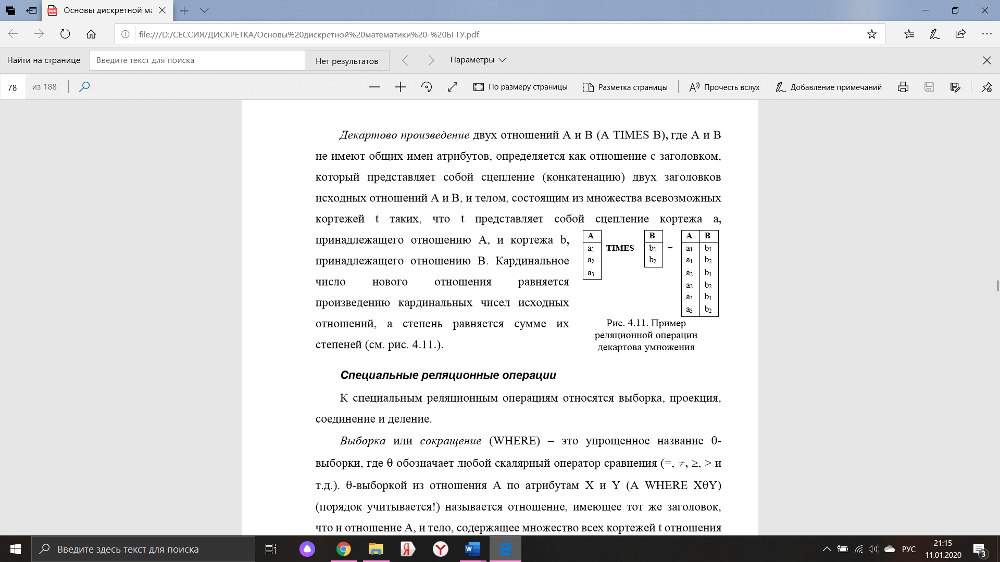 Основы дискретной ма
file:///D:/СЕССИЯ/ДИСКРЕТКА/Основы%20дискретной%20математики%20-%20БГТУ.pdf
Найти на странице
Введите текст для поиска
Нет результатов
Параметры
78 из 188
По размеру страницы
Разметка страницы
Прочесть вслух
Добавление примечаний
Декартово произведение двух отношений A и B (A TIMES B), где A и B
не имеют общих имен атрибутов, определяется как отношение с заголовком,
который представляет собой сцепление (конкатенацию) двух заголовков
исходных отношений A и B, и телом, состоящим из множества всевозможных
кортежей t таких, что t представляет собой сцепление кортежа a,
принадлежащего отношению A, и кортежа b,
принадлежащего отношению B. Кардинальное
число нового отношения равняется
произведению кардинальных чисел исходных
отношений, а степень равняется сумме их
степеней (см. рис. 4.11.).
A B A B
a1 TIMES b1 = a1 b1
a2 b2 a1 b2
a3 a2 b1
a2 b2
a3 b1
a3 b2
Рис. 4.11. Пример
реляционной операции
декартова умножения
Специальные реляционные операции
К специальным реляционным операциям относятся выборка, проекция,
соединение и деление.
Выборка или сокращение (WHERE) – это упрощенное название θ-
выборки, где θ обозначает любой скалярный оператор сравнения (=, ≠, ≥, > и
т.д.). θ-выборкой из отношения A по атрибутам X и Y (A WHERE XθY)
(порядок учитывается!) называется отношение, имеющее тот же заголовок,
что и отношение A, и тело, содержащее множество всех кортежей t отношения
Введите здесь текст для поиска
РУС
21:15
11.01.2020
3